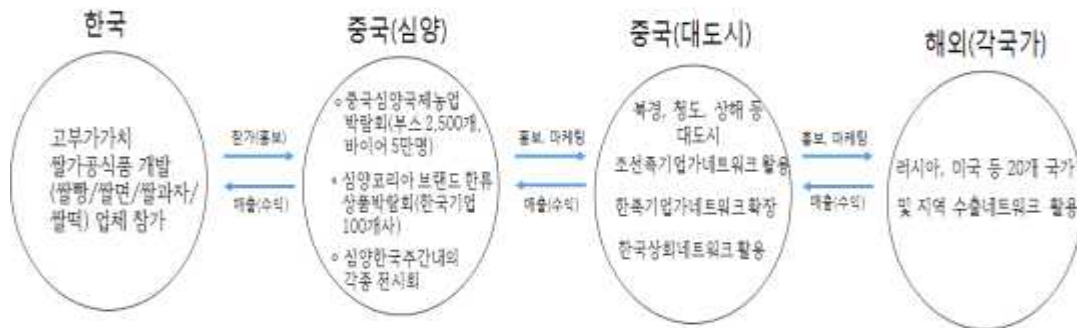 한국
고부가가치
쌀가공식품 개발
(쌀빵/쌀면/쌀과자/
쌀떡) 업체 참가
참가(홍보)
매출(수익)
중국(심양)
○ 중국심양국제농업
박람회(부스 2,500개,
바이어 5만명)
○ 심양코리아 브랜드 한류
상품박람회(한국기업
100개사)
○ 심양한국주간내의
각종 전시회
홍보, 마케팅
매출(수익)
중국(대도시)
북경, 청도, 상해 등
대도시
조선족기업가네트워크 활용
한족기업가네트워크 확장
한국상회네트워크 활용
홍보, 마케팅
매출(수익)
해외(각국가)
러시아, 미국 등 20개 국가
및 지역 수출네트워크 활용